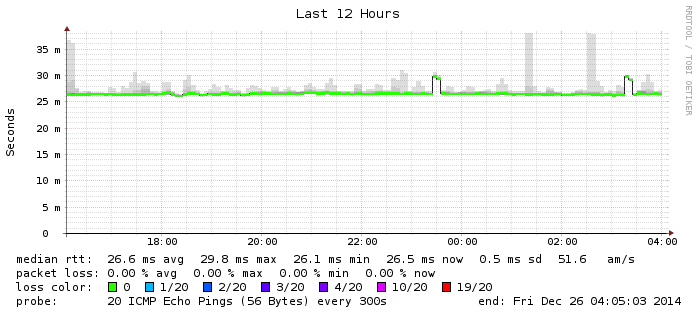 Last 12 Hours
RRDTOOL / TOBI OETIKER
Seconds
35 m
30 m
25 m
20 m
15 m
10 m
5 m
0
18:00 20:00 22:00 00:00 02:00 04:00
median rtt: 26.6 ms avg 29.8 ms max 26.1 ms min 26.5 ms now 0.5 ms sd 51.6 am/s
packet loss: 0.00 % avg 0.00 % max 0.00 % min 0.00 % now
loss color: 0 1/20 2/20 3/20 4/20 10/20 19/20
probe: 20 ICMP Echo Pings (56 Bytes) every 300s end: Fri Dec 26 04:05:03 2014